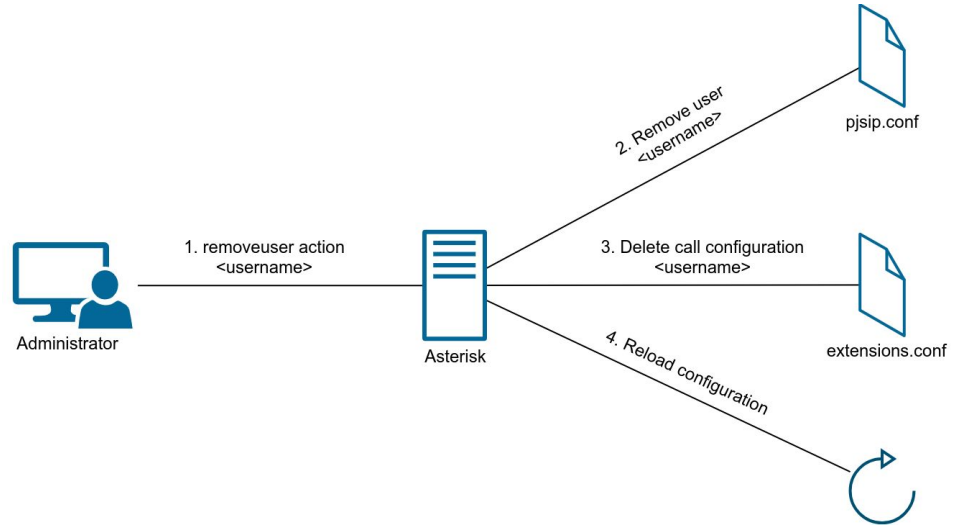 pjsip.conf
2. Remove user
<username>
1. removeuser action
<username>
3. Delete call configuration
<username>
Administrator
Asterisk
extensions.conf
4. Reload configuration